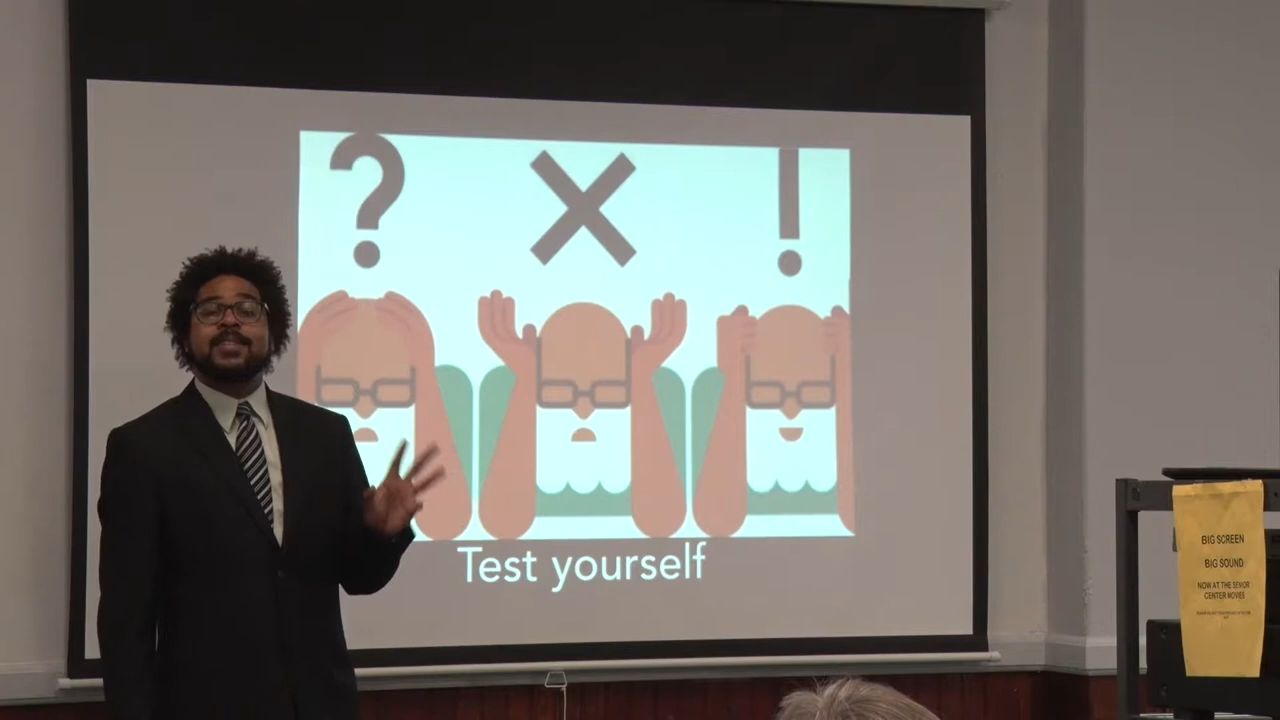 ? X !
Test yourself
BIG SCREEN
BIG SOUND
NOW AT THE SENIOR
CENTER MOVIES